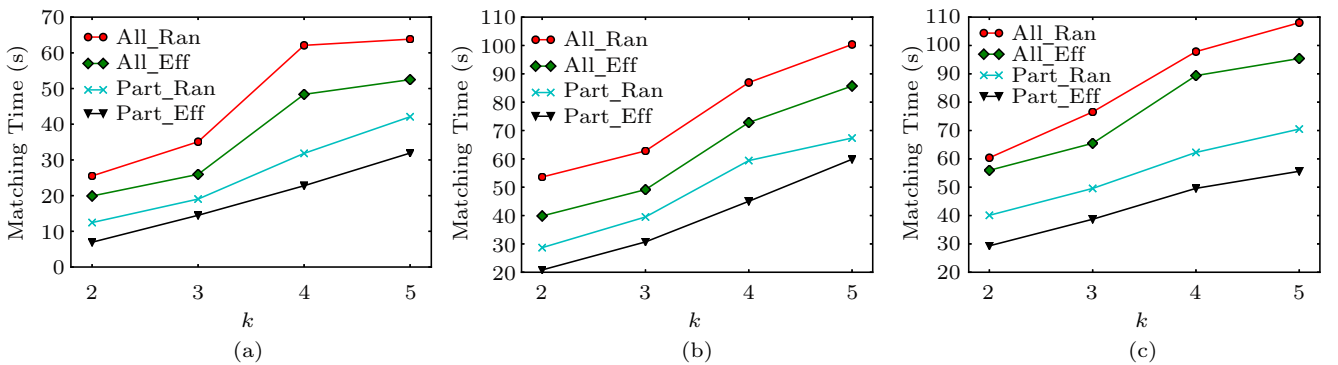 Matching Time (s)
70
60
50
40
30
20
10
0
All_Ran
All_Eff
Part_Ran
Part_Eff
2 3 4 5
k
(a)
Matching Time (s)
110
100
90
80
70
60
50
40
30
20
All_Ran
All_Eff
Part_Ran
Part_Eff
2 3 4 5
k
(b)
Matching Time (s)
110
100
90
80
70
60
50
40
30
20
All_Ran
All_Eff
Part_Ran
Part_Eff
2 3 4 5
k
(c)